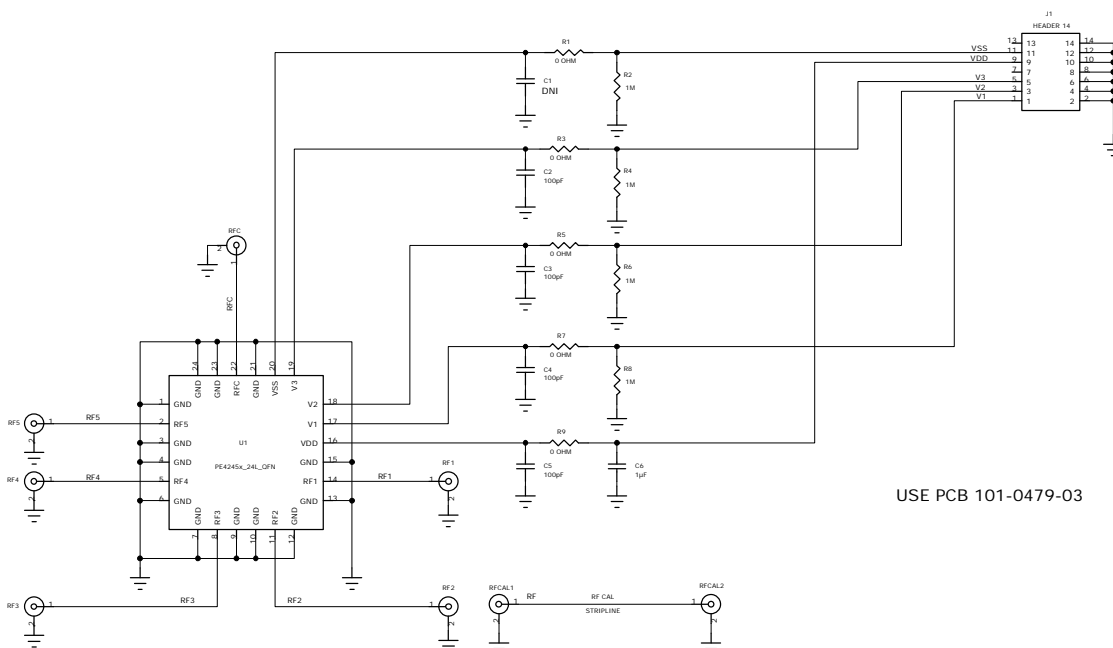 J1
HEADER 14
13 13 14 14
VSS 11 11 12 12
VDD 9 9 10 10
7 7 8 8
V3 5 5 6 6
V2 3 3 4 4
V1 1 1 2 2
R1
0 OHM
C1
DNI
R2
1M
R3
0 OHM
C2
100pF
R4
1M
R5
0 OHM
C3
100pF
R6
1M
R7
0 OHM
C4
100pF
R8
1M
R9
0 OHM
C5
100pF
C6
1µF
RFC
2
1
RFC
24 23 22 21 20 19
GND GND RFC GND VSS V3
1 GND
RF5 1 RF5 2 RF5
2
3 GND
4 GND
RF4 1 RF4 5 RF4
2
6 GND
U1
PE4245x_24L_QFN
V2 18
V1 17
VDD 16
GND 15
RF1 14 RF1 1 RF1
2
GND 13
GND RF3 GND GND RF2 GND
7 8 9 10 11 12
RF3 1 RF3
2
RF2 1 RF2
2
RFCAL1 1 RF
2
RF CAL
STRIPLINE
RFCAL2
1
2
USE PCB 101-0479-03